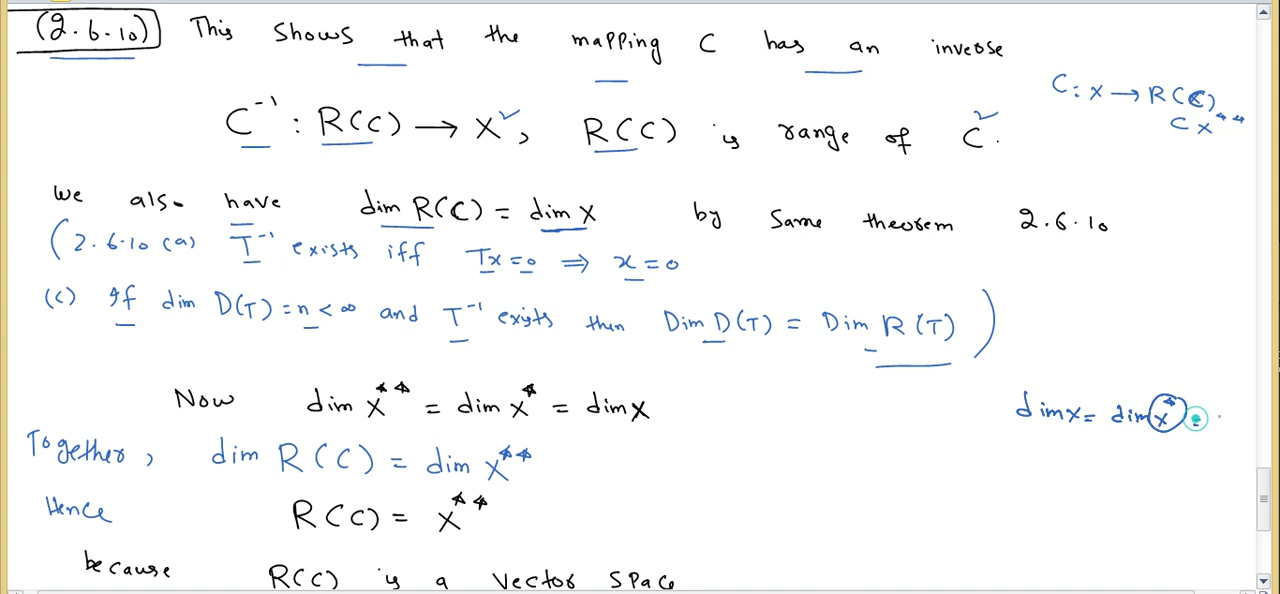 (2.6.10) This shows that the mapping C has an inverse
C: X → R(C)
C X**
C⁻¹ : R(C) → X, R(C) is range of C.
We also have dim R(C) = dim X by same theorem 2.6.10
(2.6.10 (a) T⁻¹ exists iff Tx=0 ⇒ x=0
(c) If dim D(T)=n<∞ and T⁻¹ exists then Dim D(T) = Dim R(T))
Now dim X** = dim X* = dim X
dim X = dim X* =
Together, dim R(C) = dim X**
Hence R(C) = X**
because R(C) is a vector space